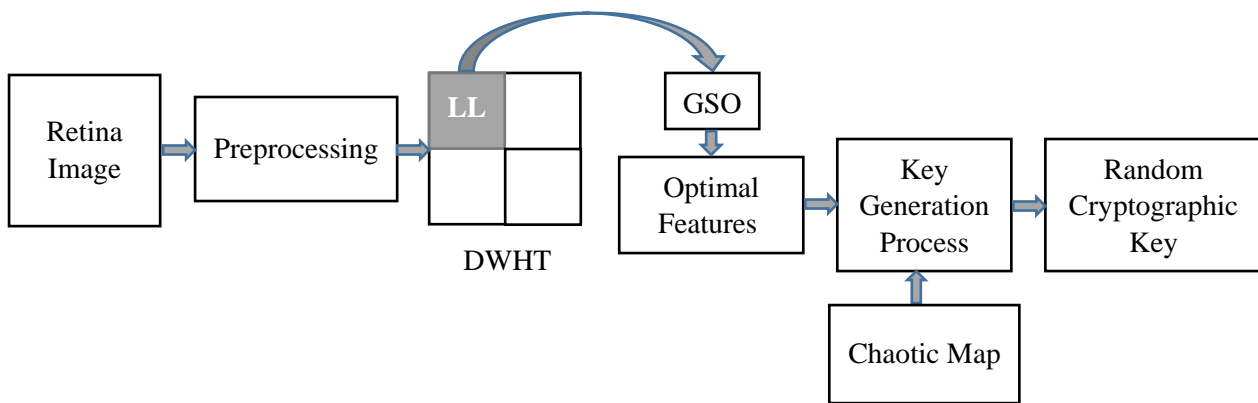 Retina
Image
Preprocessing
LL
DWHT
GSO
Optimal
Features
Key
Generation
Process
Random
Cryptographic
Key
Chaotic Map